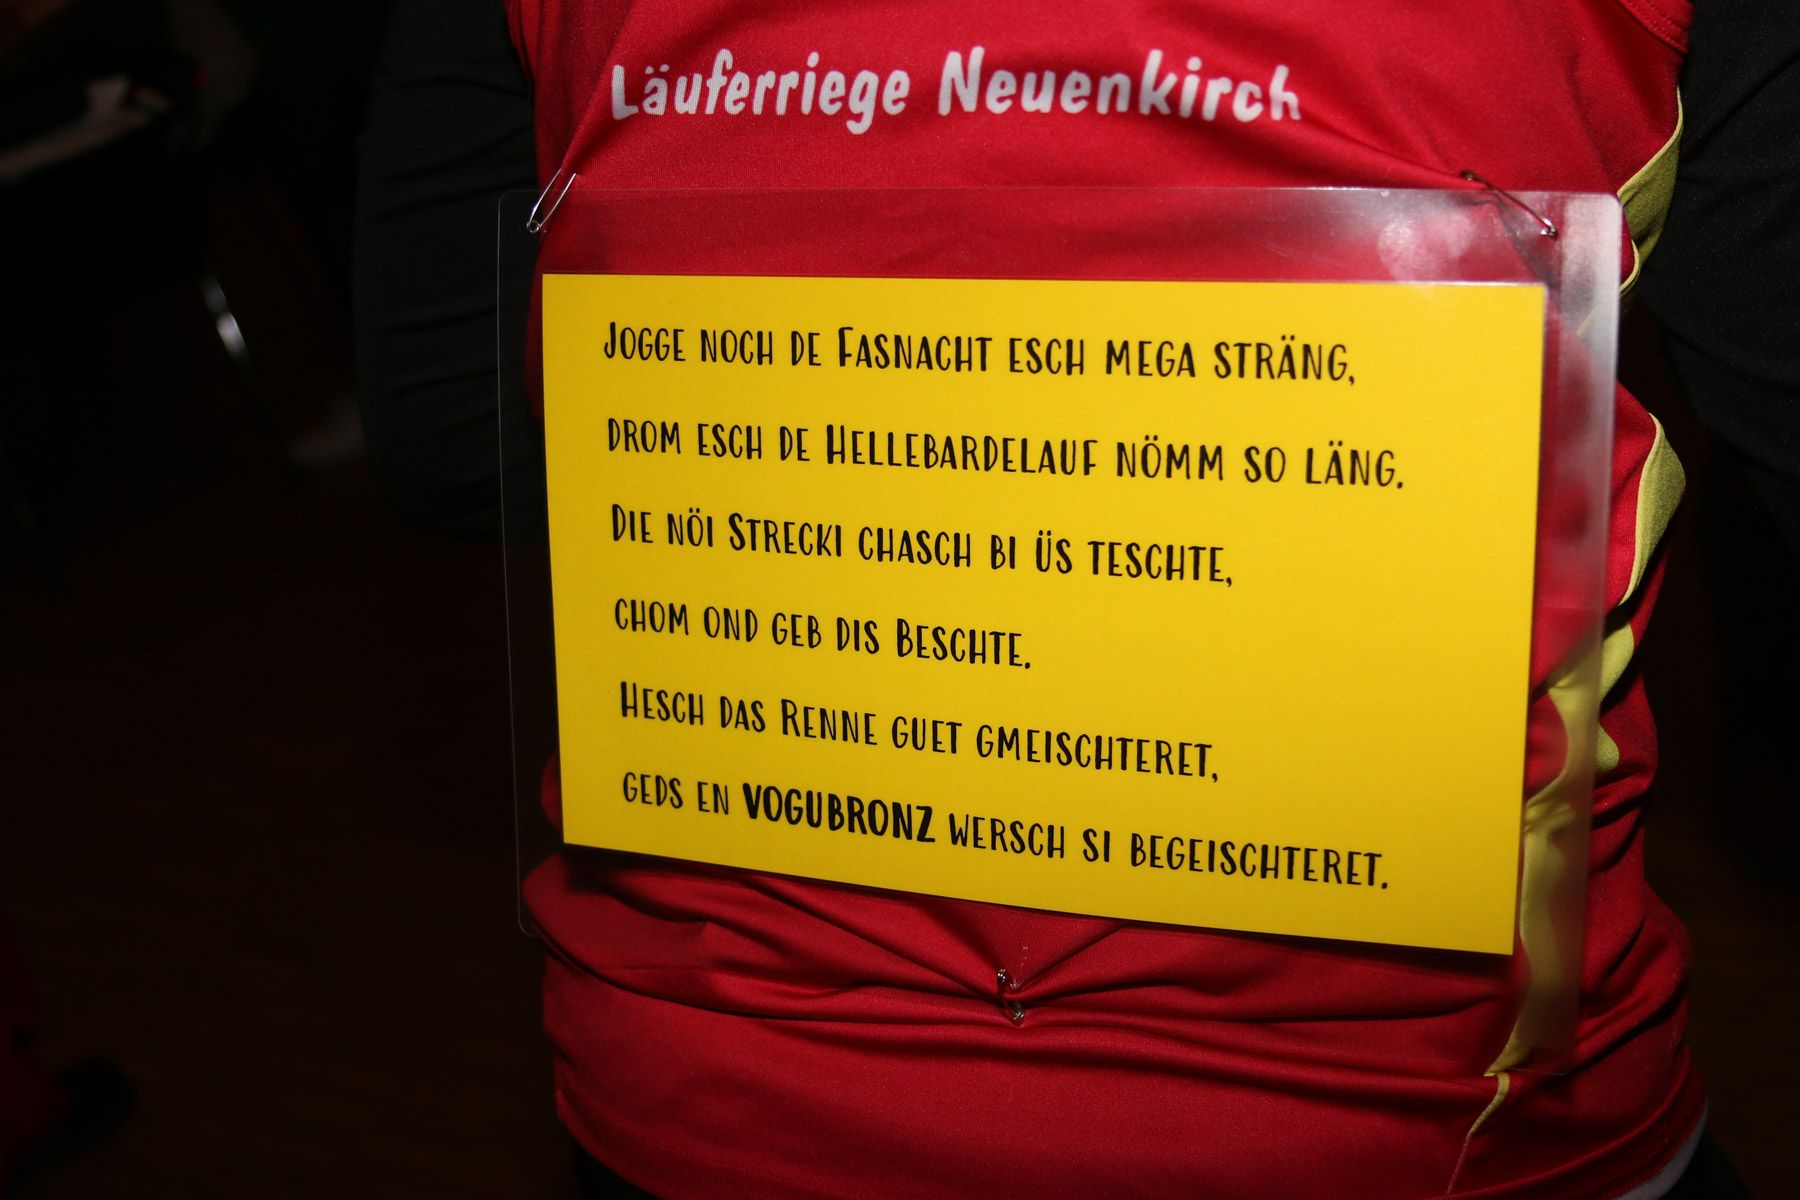 Läuferriege Neuenkirch
Jogge noch de Fasnacht esch mega sträng,
drom esch de Hellebardelauf nömm so läng.
Die nöi Strecki chasch bi üs teschte,
chom ond geb dis Beschte.
Hesch das Renne guet gmeischteret,
geds en VOGUBRONZ wersch si begeischteret.